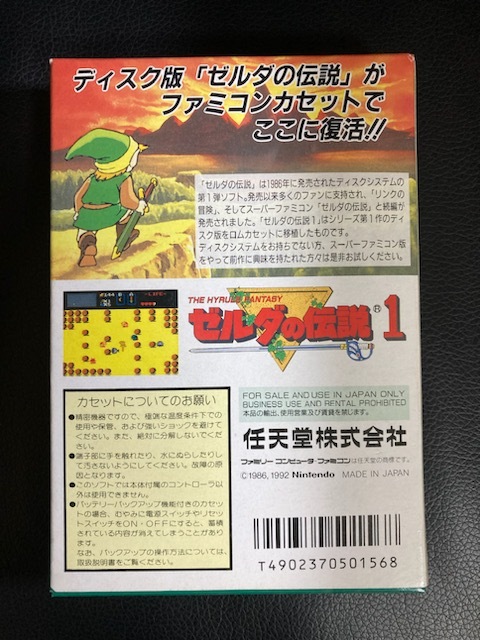 ディスク版「ゼルダの伝説」が
ファミコンカセットで
ここに復活!!
「ゼルダの伝説」は1986年に発売されたディスクシステムの
第1弾ソフト。発売以来多くのファンに支持され、「リンクの
冒険」、そしてスーパーファミコン「ゼルダの伝説」と続編が
発売されました。「ゼルダの伝説1」はシリーズ第1作のディ
スク版をロムカセットに移植したものです。
ディスクシステムをお持ちでない方、スーパーファミコン版
をやって前作に興味を持たれた方々は是非お試しください。
-LIFE-
THE HYRULE FANTASY
ゼルダの伝説®1
カセットについてのお願い
●精密機器ですので、極端な温度条件下での
使用や保管、および強いショックを避けて
ください。また、絶対に分解しないでくだ
さい。
●端子部に手を触れたり、水にぬらしたりし
て汚さないようにしてください。故障の原
因となります。
●このソフトでは本体付属のコントローラ以
外は使用できません。
●バッテリーバックアップ機能付きのカセッ
トの場合、むやみに電源スイッチやリセッ
トスイッチをON・OFFにすると、蓄積
されている内容が消えてしまうことがあり
ます。
なお、バックアップの操作方法については、
取扱説明書をご覧ください。
FOR SALE AND USE IN JAPAN ONLY
BUSINESS USE AND RENTAL PROHIBITED
本品の輸出、使用営業及び賃貸を禁じます。
任天堂株式会社
ファミリーコンピュータ・ファミコンは任天堂の商標です。
©1986,1992 Nintendo MADE IN JAPAN
T4902370501568